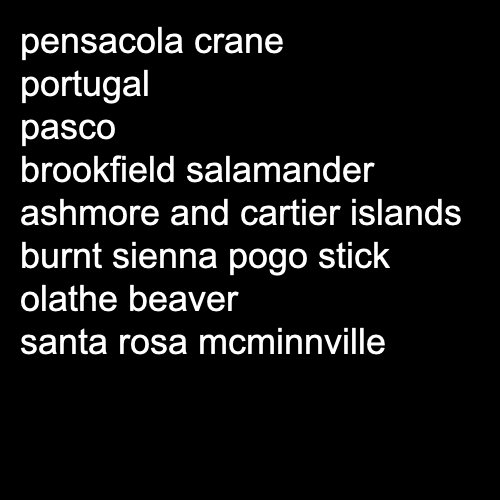 pensacola crane
portugal
pasco
brookfield salamander
ashmore and cartier islands
burnt sienna pogo stick
olathe beaver
santa rosa mcminnville